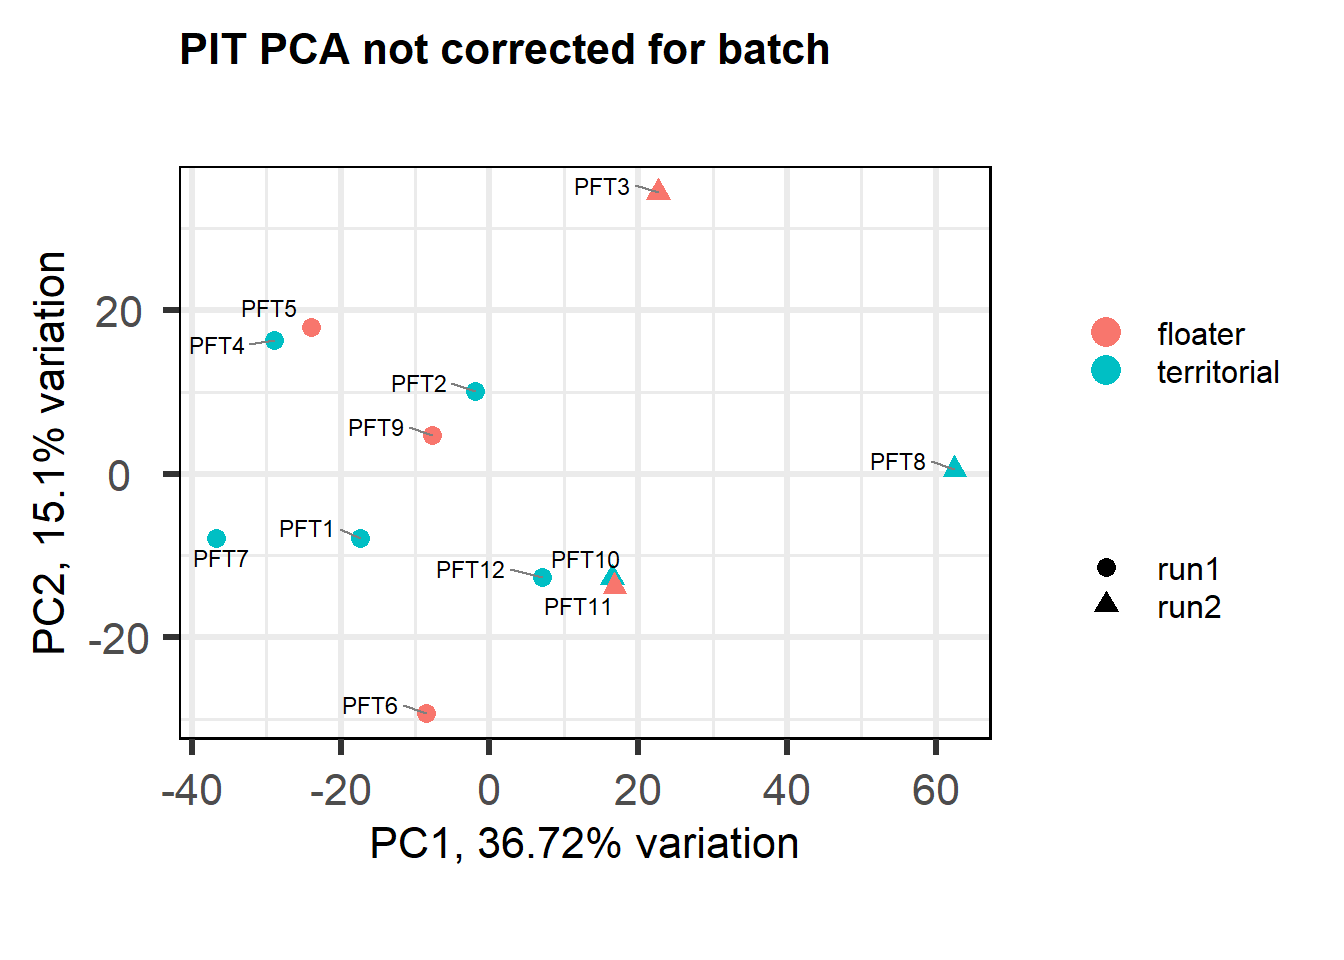 PIT PCA not corrected for batch
PFT3
PFT5
PFT4
PFT2
PFT9
PFT8
PFT1
PFT7
PFT10
PFT12
PFT11
PFT6
20
0
-20
-40
-20
0
20
40
60
PC1, 36.72% variation
PC2, 15.1% variation
floater
territorial
run1
run2